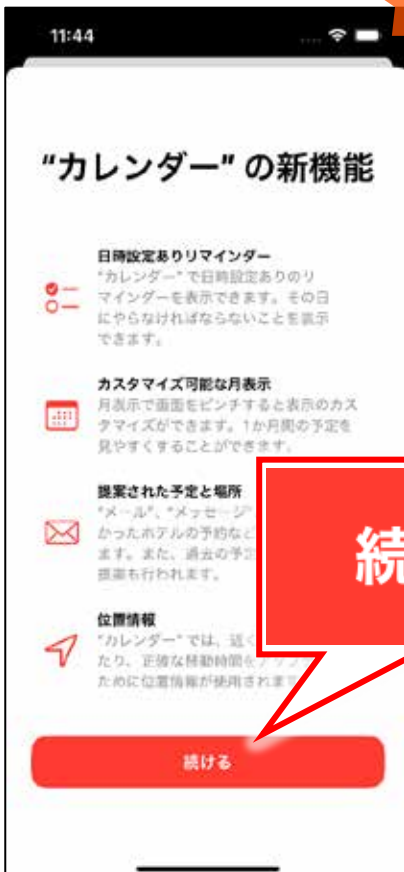 11:44
"カレンダー" の新機能
日時設定ありリマインダー
"カレンダー" で日時設定ありのリ
マインダーを表示できます。その日
にやらなければならないことを表示
できます。
カスタマイズ可能な月表示
月表示で画面をピンチすると表示のカス
タマイズができます。1か月間の予定を
見やすくすることができます。
提案された予定と場所
"メール"、"メッセージ"
かったホテルの予約など
ます。また、過去の予定
提案も行われます。
位置情報
"カレンダー" では、近く
たり、正確な移動時間を
ために位置情報が使用されます
続
続ける